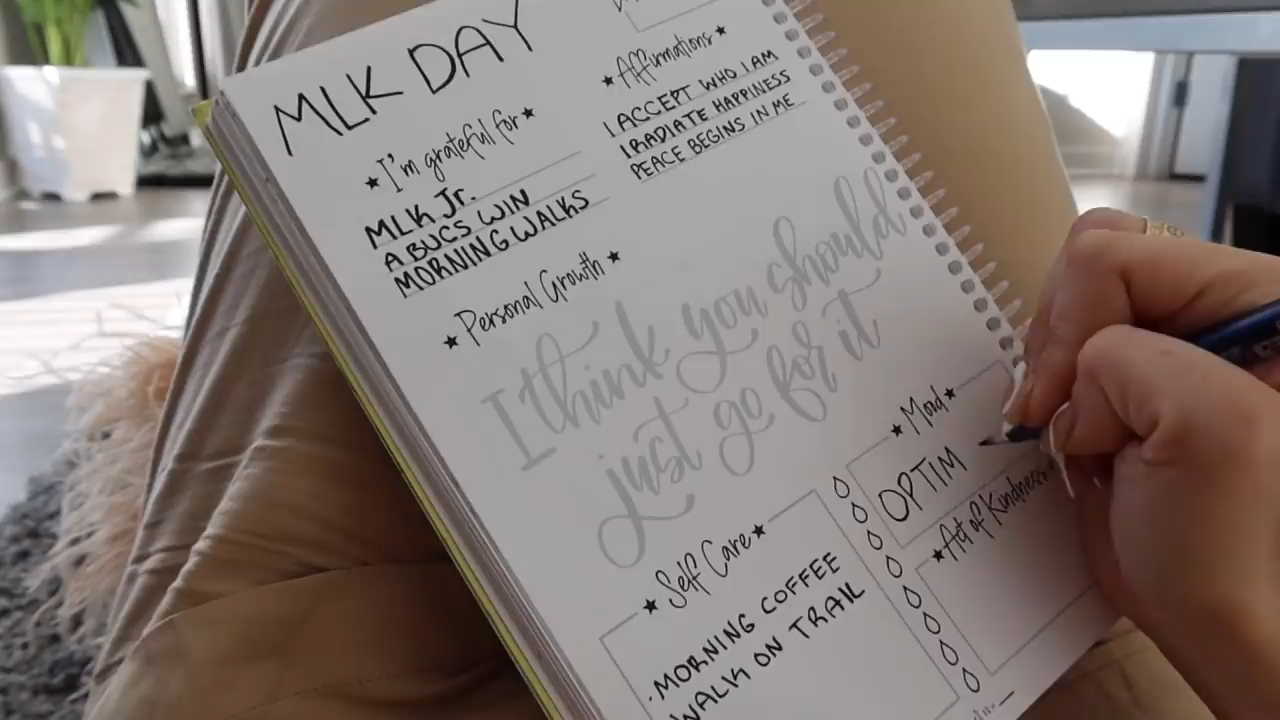 MLK DAY
★ I'm grateful for ★
MLK Jr.
A BUCS WIN
MORNING WALKS
★ Affirmations ★
I ACCEPT WHO I AM
I RADIATE HAPPINESS
PEACE BEGINS IN ME
★ Personal Growth ★
I think you should
just go for it
★ Mood ★
OPTIM
★ Self Care ★
· MORNING COFFEE
WALK ON TRAIL
★ Act of Kindness ★